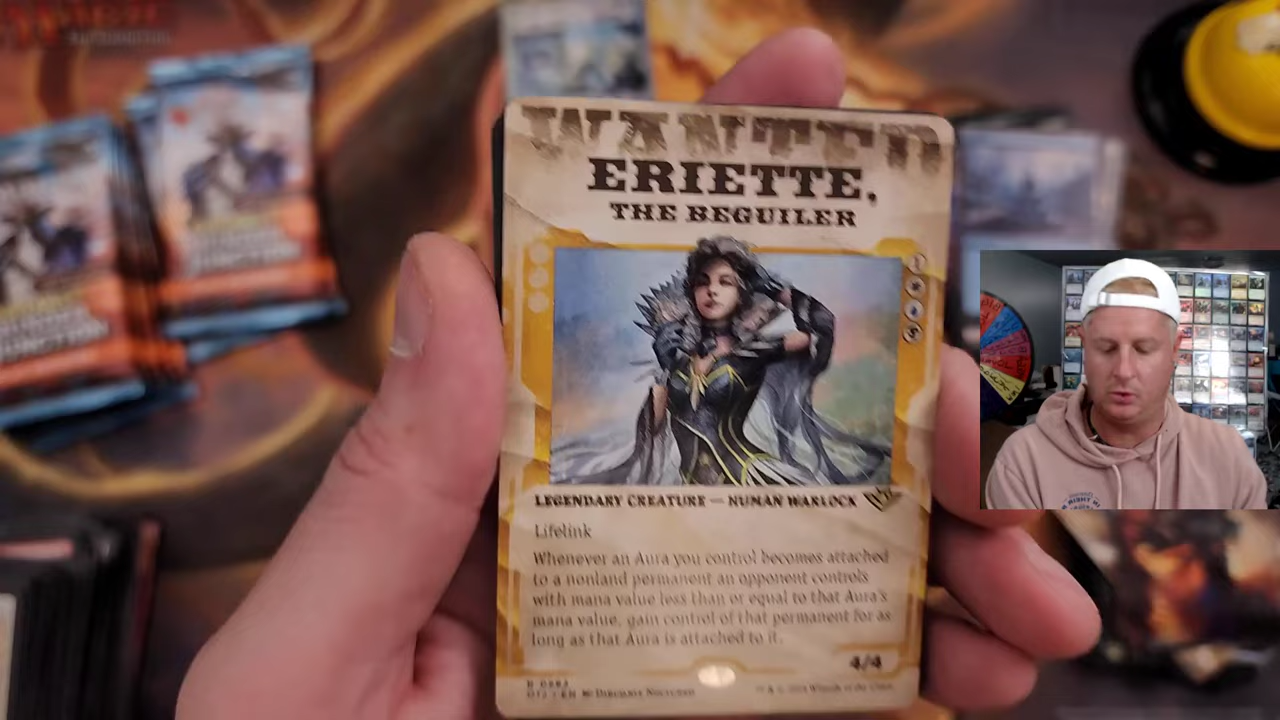 WANTED
ERIETTE,
THE BEGUILER
LEGENDARY CREATURE — HUMAN WARLOCK
Lifelink
Whenever an Aura you control becomes attached
to a nonland permanent an opponent controls
with mana value less than or equal to that Aura's
mana value, gain control of that permanent for as
long as that Aura is attached to it.
4/4